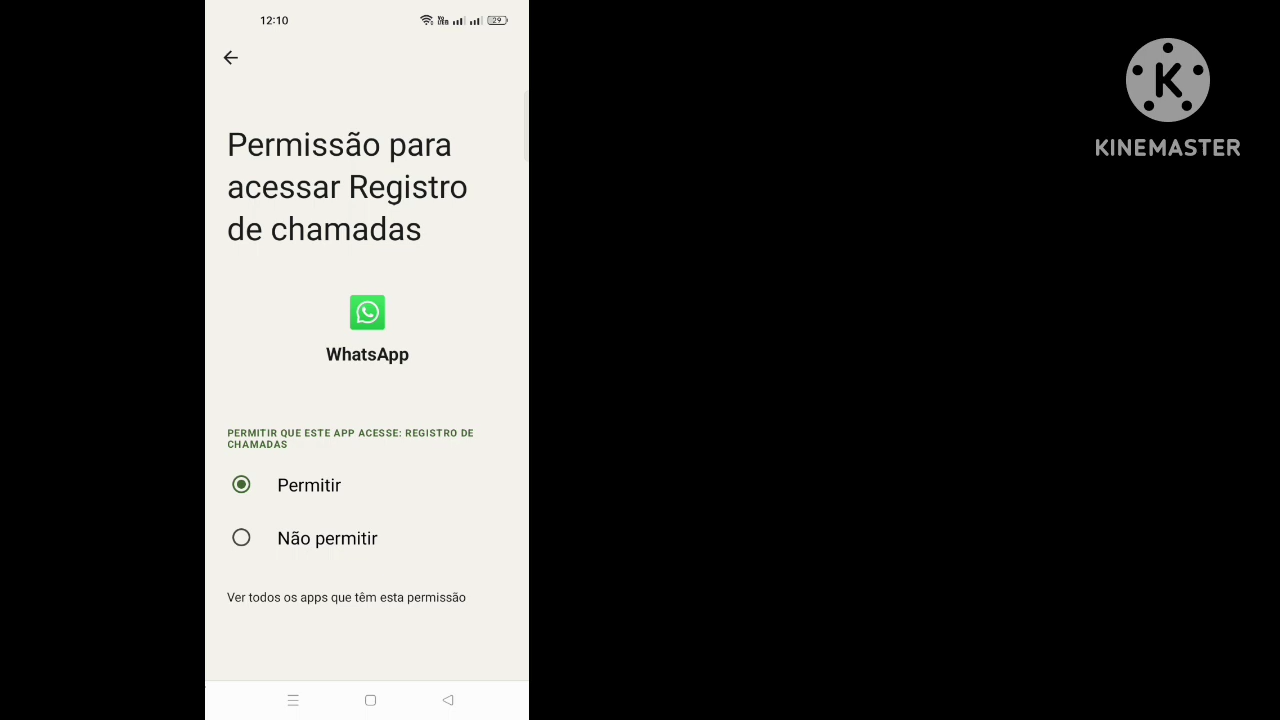 12:10
29
Permissão para
acessar Registro
de chamadas
WhatsApp
PERMITIR QUE ESTE APP ACESSE: REGISTRO DE
CHAMADAS
Permitir
Não permitir
Ver todos os apps que têm esta permissão
K
KINEMASTER